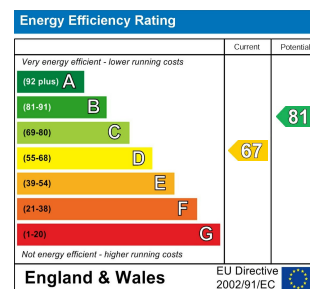 Energy Efficiency Rating
Current Potential
Very energy efficient - lower running costs
(92 plus) A
(81-91) B
(69-80) C
(55-68) D
(39-54) E
(21-38) F
(1-20) G
67
81
Not energy efficient - higher running costs
England & Wales
EU Directive
2002/91/EC